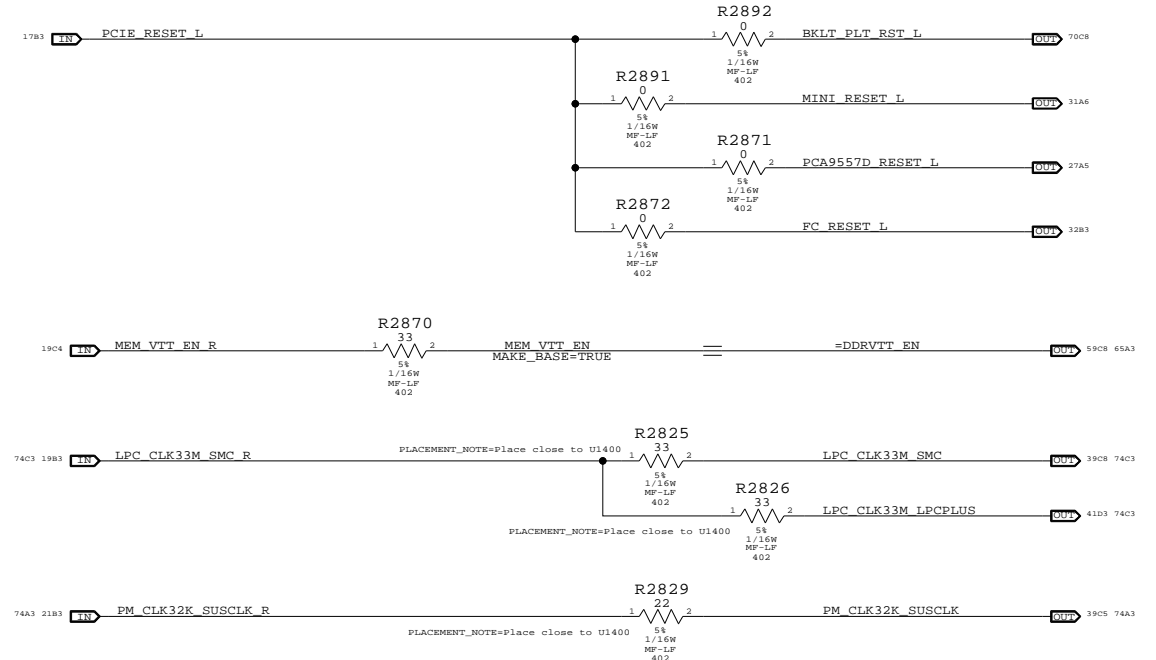 R2892
17B3 IN PCIE_RESET_L 1 0 2 BKLT_PLT_RST_L OUT 70C8
5%
1/16W
MF-LF
402
R2891
1 0 2 MINI_RESET_L OUT 31A6
5%
1/16W
MF-LF
402
R2871
1 0 2 PCA9557D_RESET_L OUT 27A5
5%
1/16W
MF-LF
402
R2872
1 0 2 FC_RESET_L OUT 32B3
5%
1/16W
MF-LF
402
R2870
19C4 IN MEM_VTT_EN_R 1 33 2 MEM_VTT_EN =DDRVTT_EN OUT 59C8 65A3
MAKE_BASE=TRUE
5%
1/16W
MF-LF
402
R2825
PLACEMENT_NOTE=Place close to U1400
74C3 19B3 IN LPC_CLK33M_SMC_R 1 33 2 LPC_CLK33M_SMC OUT 39C8 74C3
5%
1/16W
MF-LF
402
R2826
1 33 2 LPC_CLK33M_LPCPLUS OUT 41D3 74C3
PLACEMENT_NOTE=Place close to U1400
5%
1/16W
MF-LF
402
R2829
74A3 21B3 IN PM_CLK32K_SUSCLK_R 1 22 2 PM_CLK32K_SUSCLK OUT 39C5 74A3
PLACEMENT_NOTE=Place close to U1400
5%
1/16W
MF-LF
402